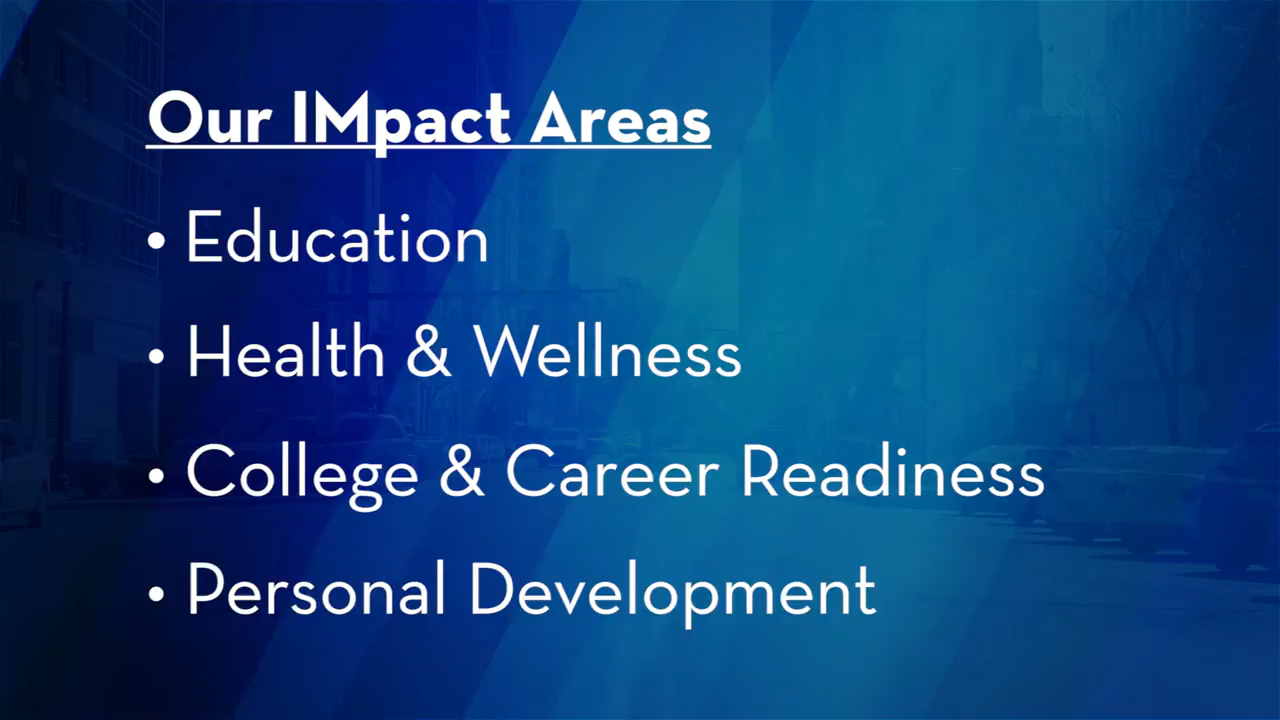 Our IMpact Areas
• Education
• Health & Wellness
• College & Career Readiness
• Personal Development